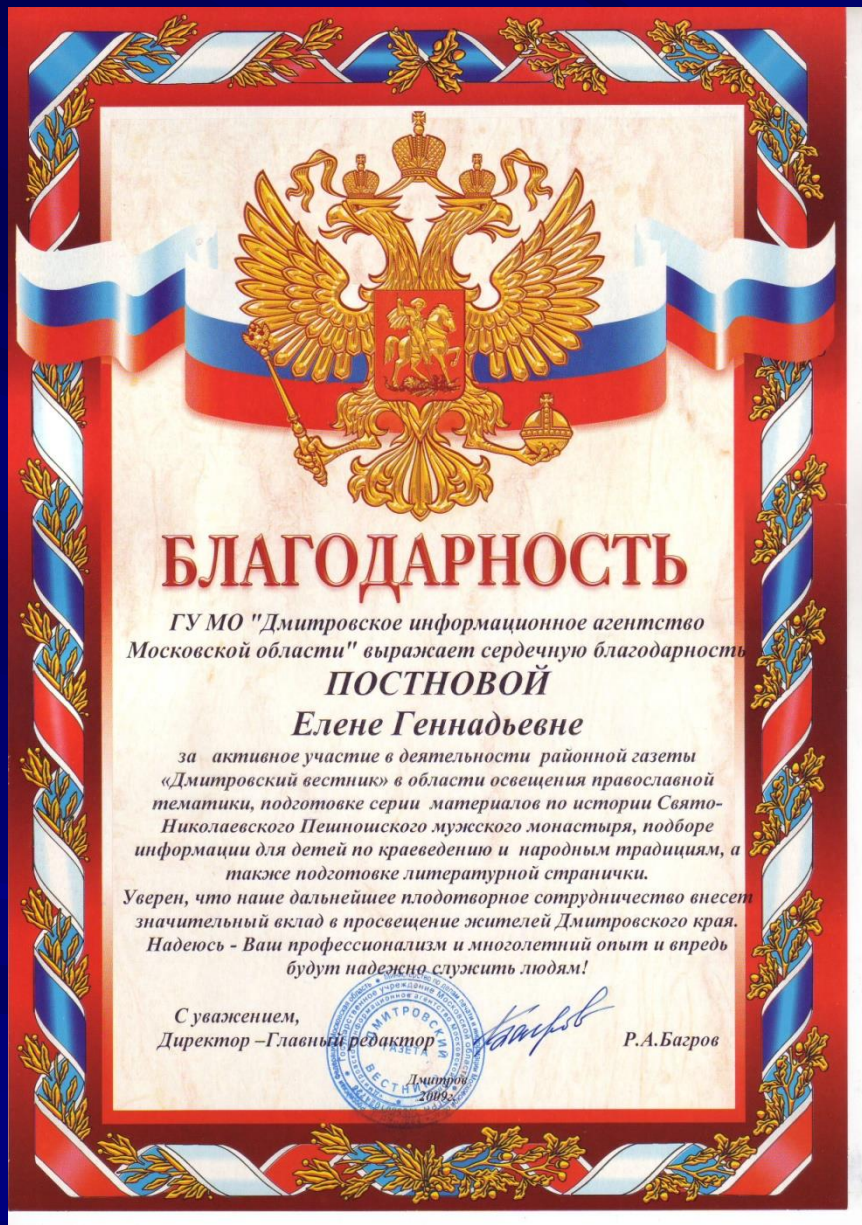 БЛАГОДАРНОСТЬ
ГУ МО "Дмитровское информационное агентство
Московской области" выражает сердечную благодарность
ПОСТНОВОЙ
Елене Геннадьевне
за активное участие в деятельности районной газеты
«Дмитровский вестник» в области освещения православной
тематики, подготовке серии материалов по истории Свято-
Николаевского Пешношского мужского монастыря, подборе
информации для детей по краеведению и народным традициям, а
также подготовке литературной странички.
Уверен, что наше дальнейшее плодотворное сотрудничество внесет
значительный вклад в просвещение жителей Дмитровского края.
Надеюсь - Ваш профессионализм и многолетний опыт и впредь
будут надежно служить людям!
С уважением,
Директор –Главный редактор Р.А.Багров
ДМИТРОВСКИЙ
ГАЗЕТА
ВЕСТНИК
Дмитров
2009г.